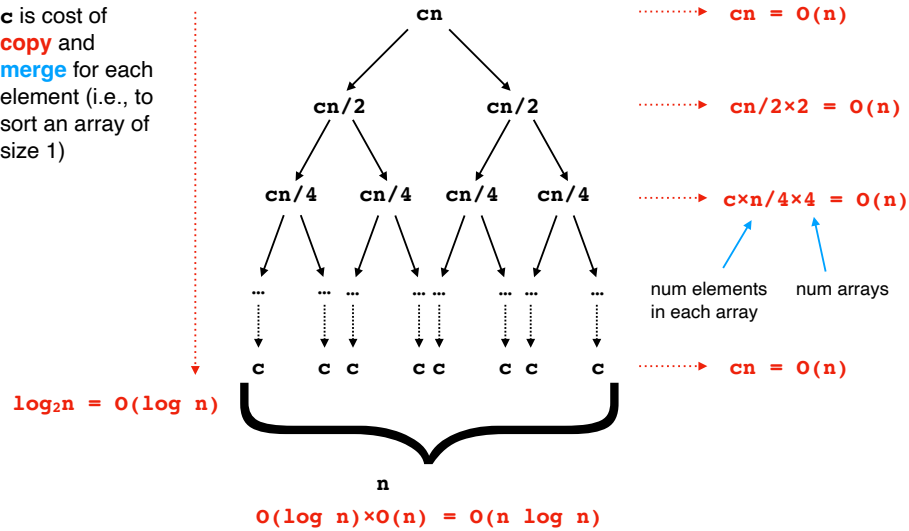 c is cost of
copy and
merge for each
element (i.e., to
sort an array of
size 1)
cn
cn = O(n)
cn/2 cn/2
cn/2×2 = O(n)
cn/4 cn/4 cn/4 cn/4
c×n/4×4 = O(n)
num elements
in each array
num arrays
… … … … … … … …
c c c c c c c c
cn = O(n)
log₂n = O(log n)
n
O(log n)×O(n) = O(n log n)